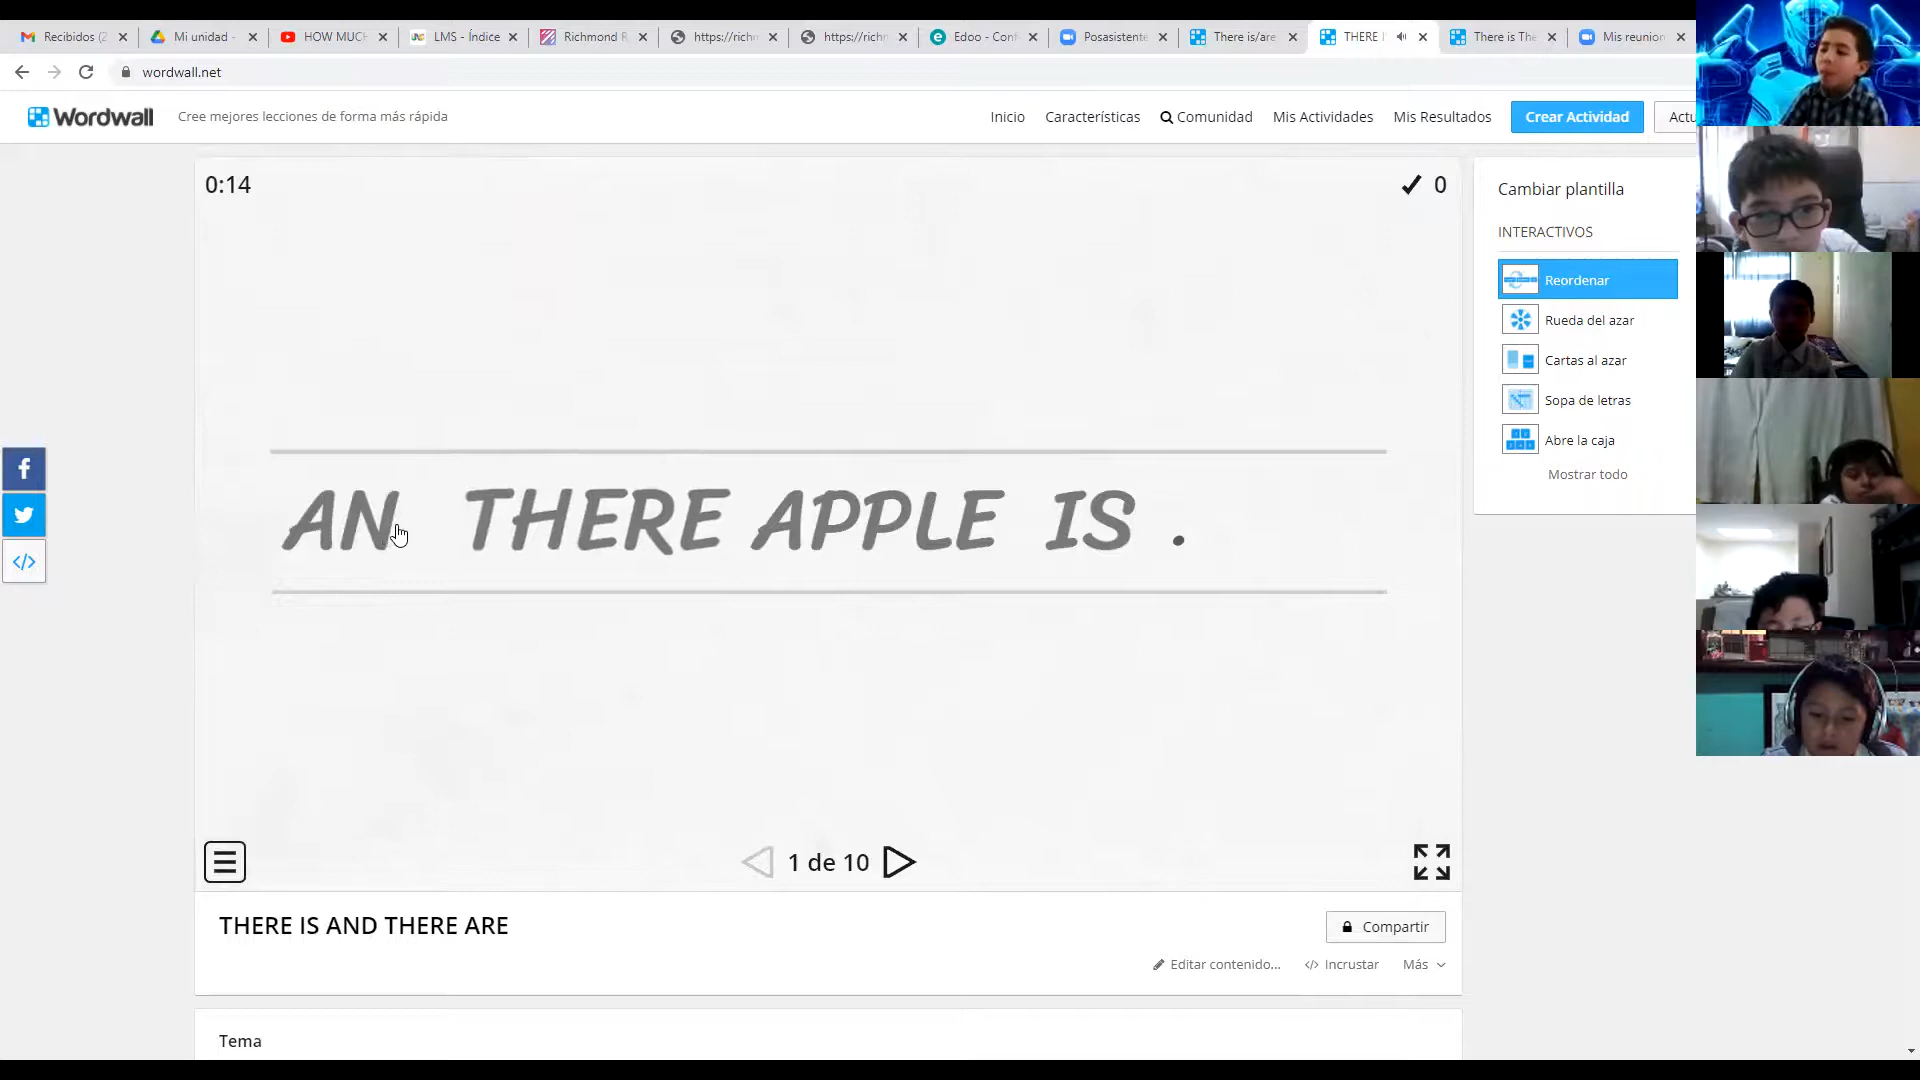 Recibidos (2
Mi unidad -
HOW MUCH
LMS - Índice
Richmond R
https://richm
https://richm
Edoo - Conf
Posasistente
There is/are
THERE I
There is The
Mis reunion
wordwall.net
Wordwall
Cree mejores lecciones de forma más rápida
Inicio
Características
Comunidad
Mis Actividades
Mis Resultados
Crear Actividad
Actu
0:14
0
AN THERE APPLE IS .
1 de 10
THERE IS AND THERE ARE
Compartir
Editar contenido...
Incrustar
Más
Tema
Cambiar plantilla
INTERACTIVOS
Reordenar
Rueda del azar
Cartas al azar
Sopa de letras
Abre la caja
Mostrar todo